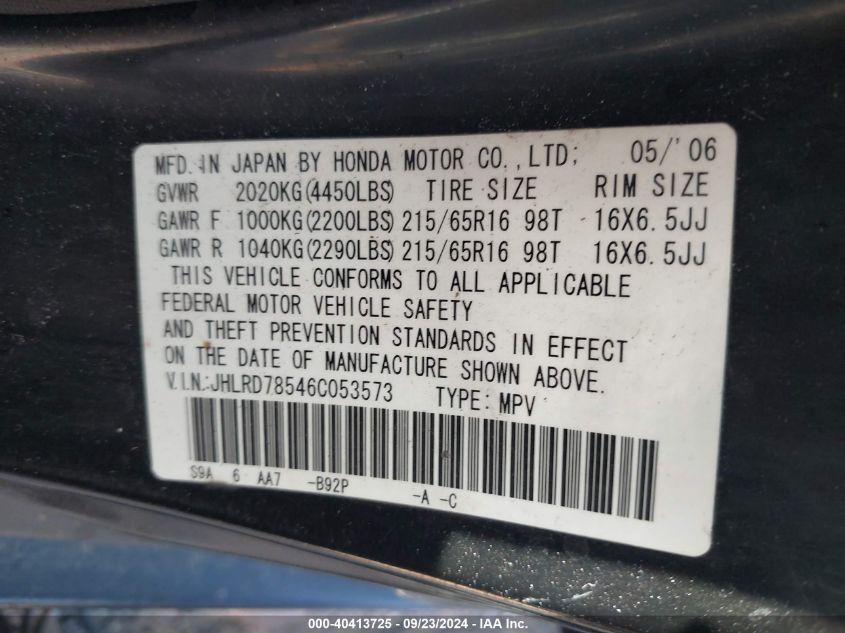 MFD. IN JAPAN BY HONDA MOTOR CO., LTD; 05/'06
GVWR 2020KG(4450LBS) TIRE SIZE RIM SIZE
GAWR F 1000KG(2200LBS) 215/65R16 98T 16X6.5JJ
GAWR R 1040KG(2290LBS) 215/65R16 98T 16X6.5JJ
THIS VEHICLE CONFORMS TO ALL APPLICABLE
FEDERAL MOTOR VEHICLE SAFETY
AND THEFT PREVENTION STANDARDS IN EFFECT
ON THE DATE OF MANUFACTURE SHOWN ABOVE.
V.I.N.:JHLRD78546C053573 TYPE: MPV
S9A 6 AA7 -B92P -A -C
000-40413725 - 09/23/2024 - IAA Inc.